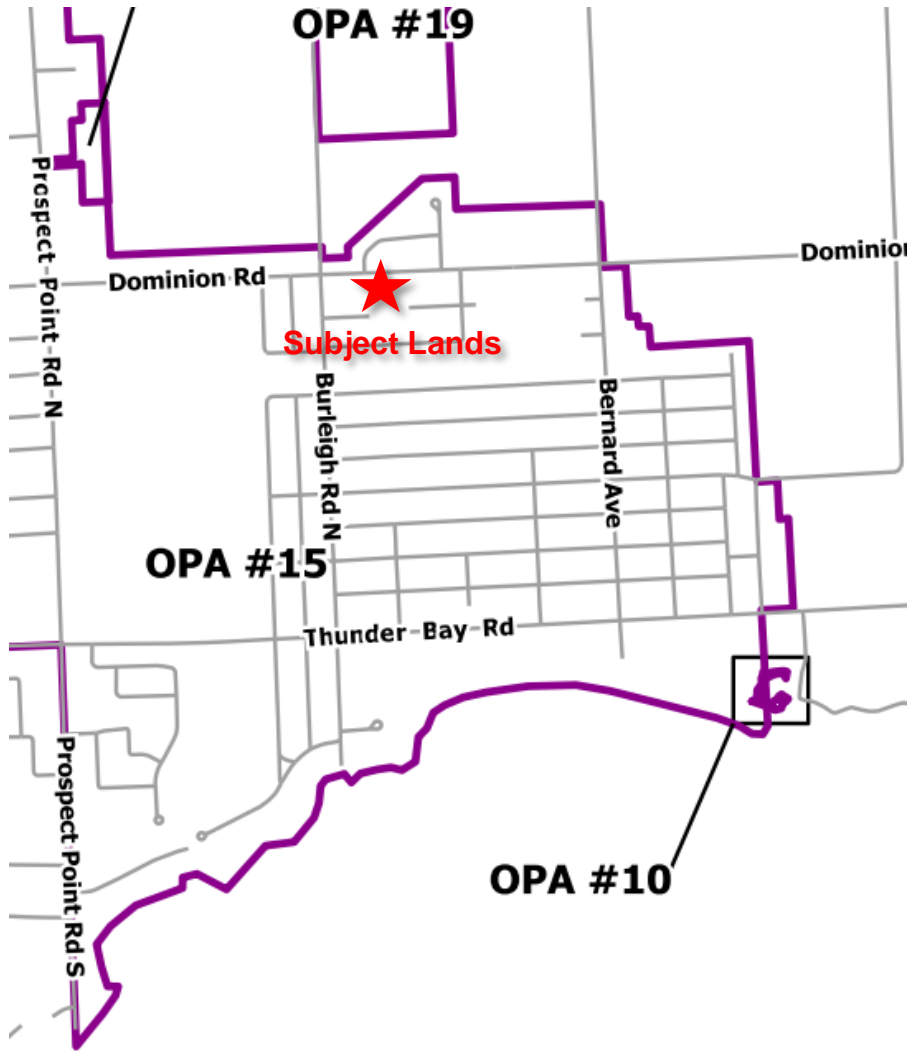 OPA #19
Prospect-Point-Rd-N
Dominion Rd
Dominion
Subject Lands
Burleigh Rd N
Bernard Ave
OPA #15
Thunder-Bay-Rd
Prospect Point Rd S
OPA #10